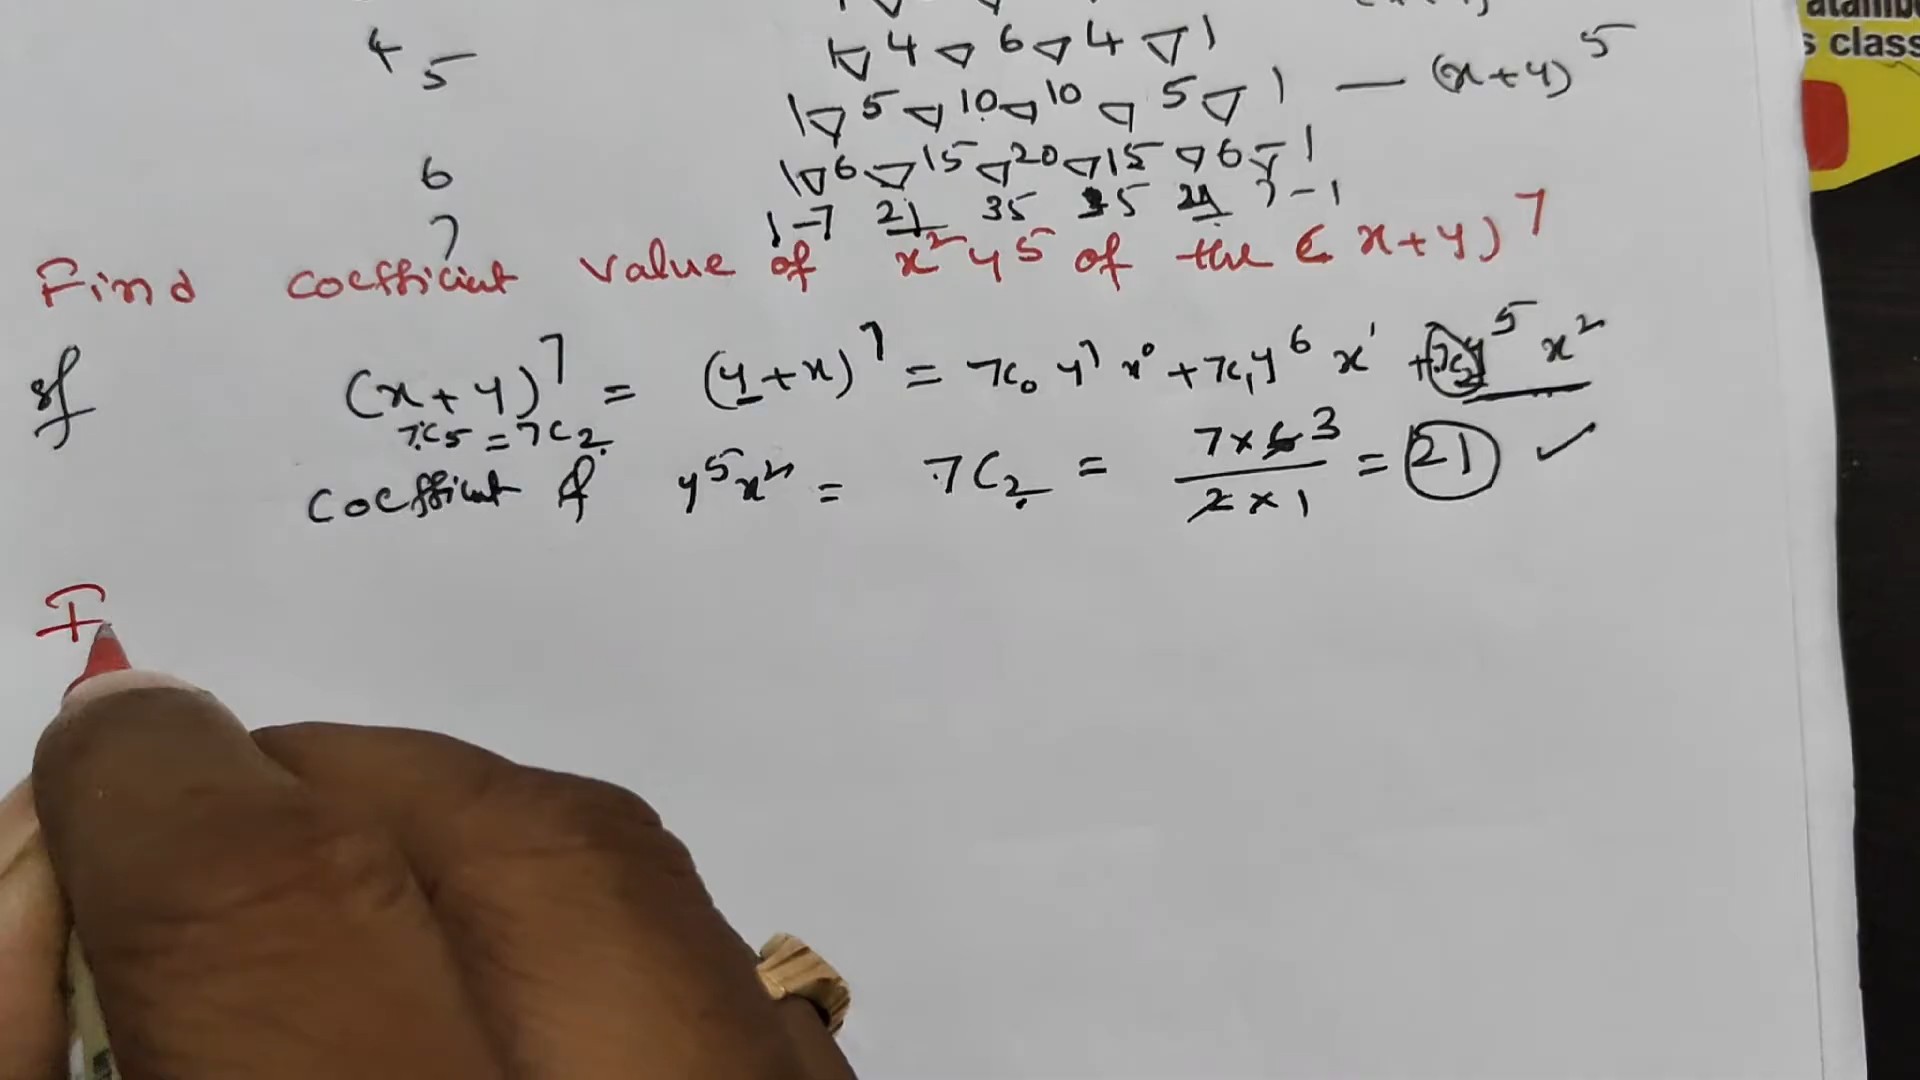 atamb
s class
4 1 4 6 4 1
5 1 5 10 10 5 1 — (x+y)^5
6 1 6 15 20 15 6 1
7 1 - 7 21 35 35 21 7 - 1
Find coefficient value of x^2 y^5 of the (x+y)^7
(x+y)^7 = (y+x)^7 = 7C0 y^7 x^0 + 7C1 y^6 x^1 + 7C2 y^5 x^2
7C5 = 7C2
coefficient of y^5 x^2 = 7C2 = 7×6 3 / 2×1 = 21 ✓
F